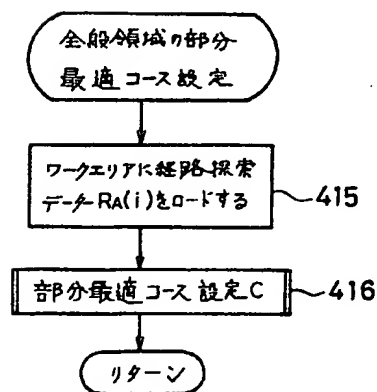 全般領域の部分
最適コース設定
ワークエリアに経路探索
データーRA(i)をロードする
415
部分最適コース設定C
416
リターン